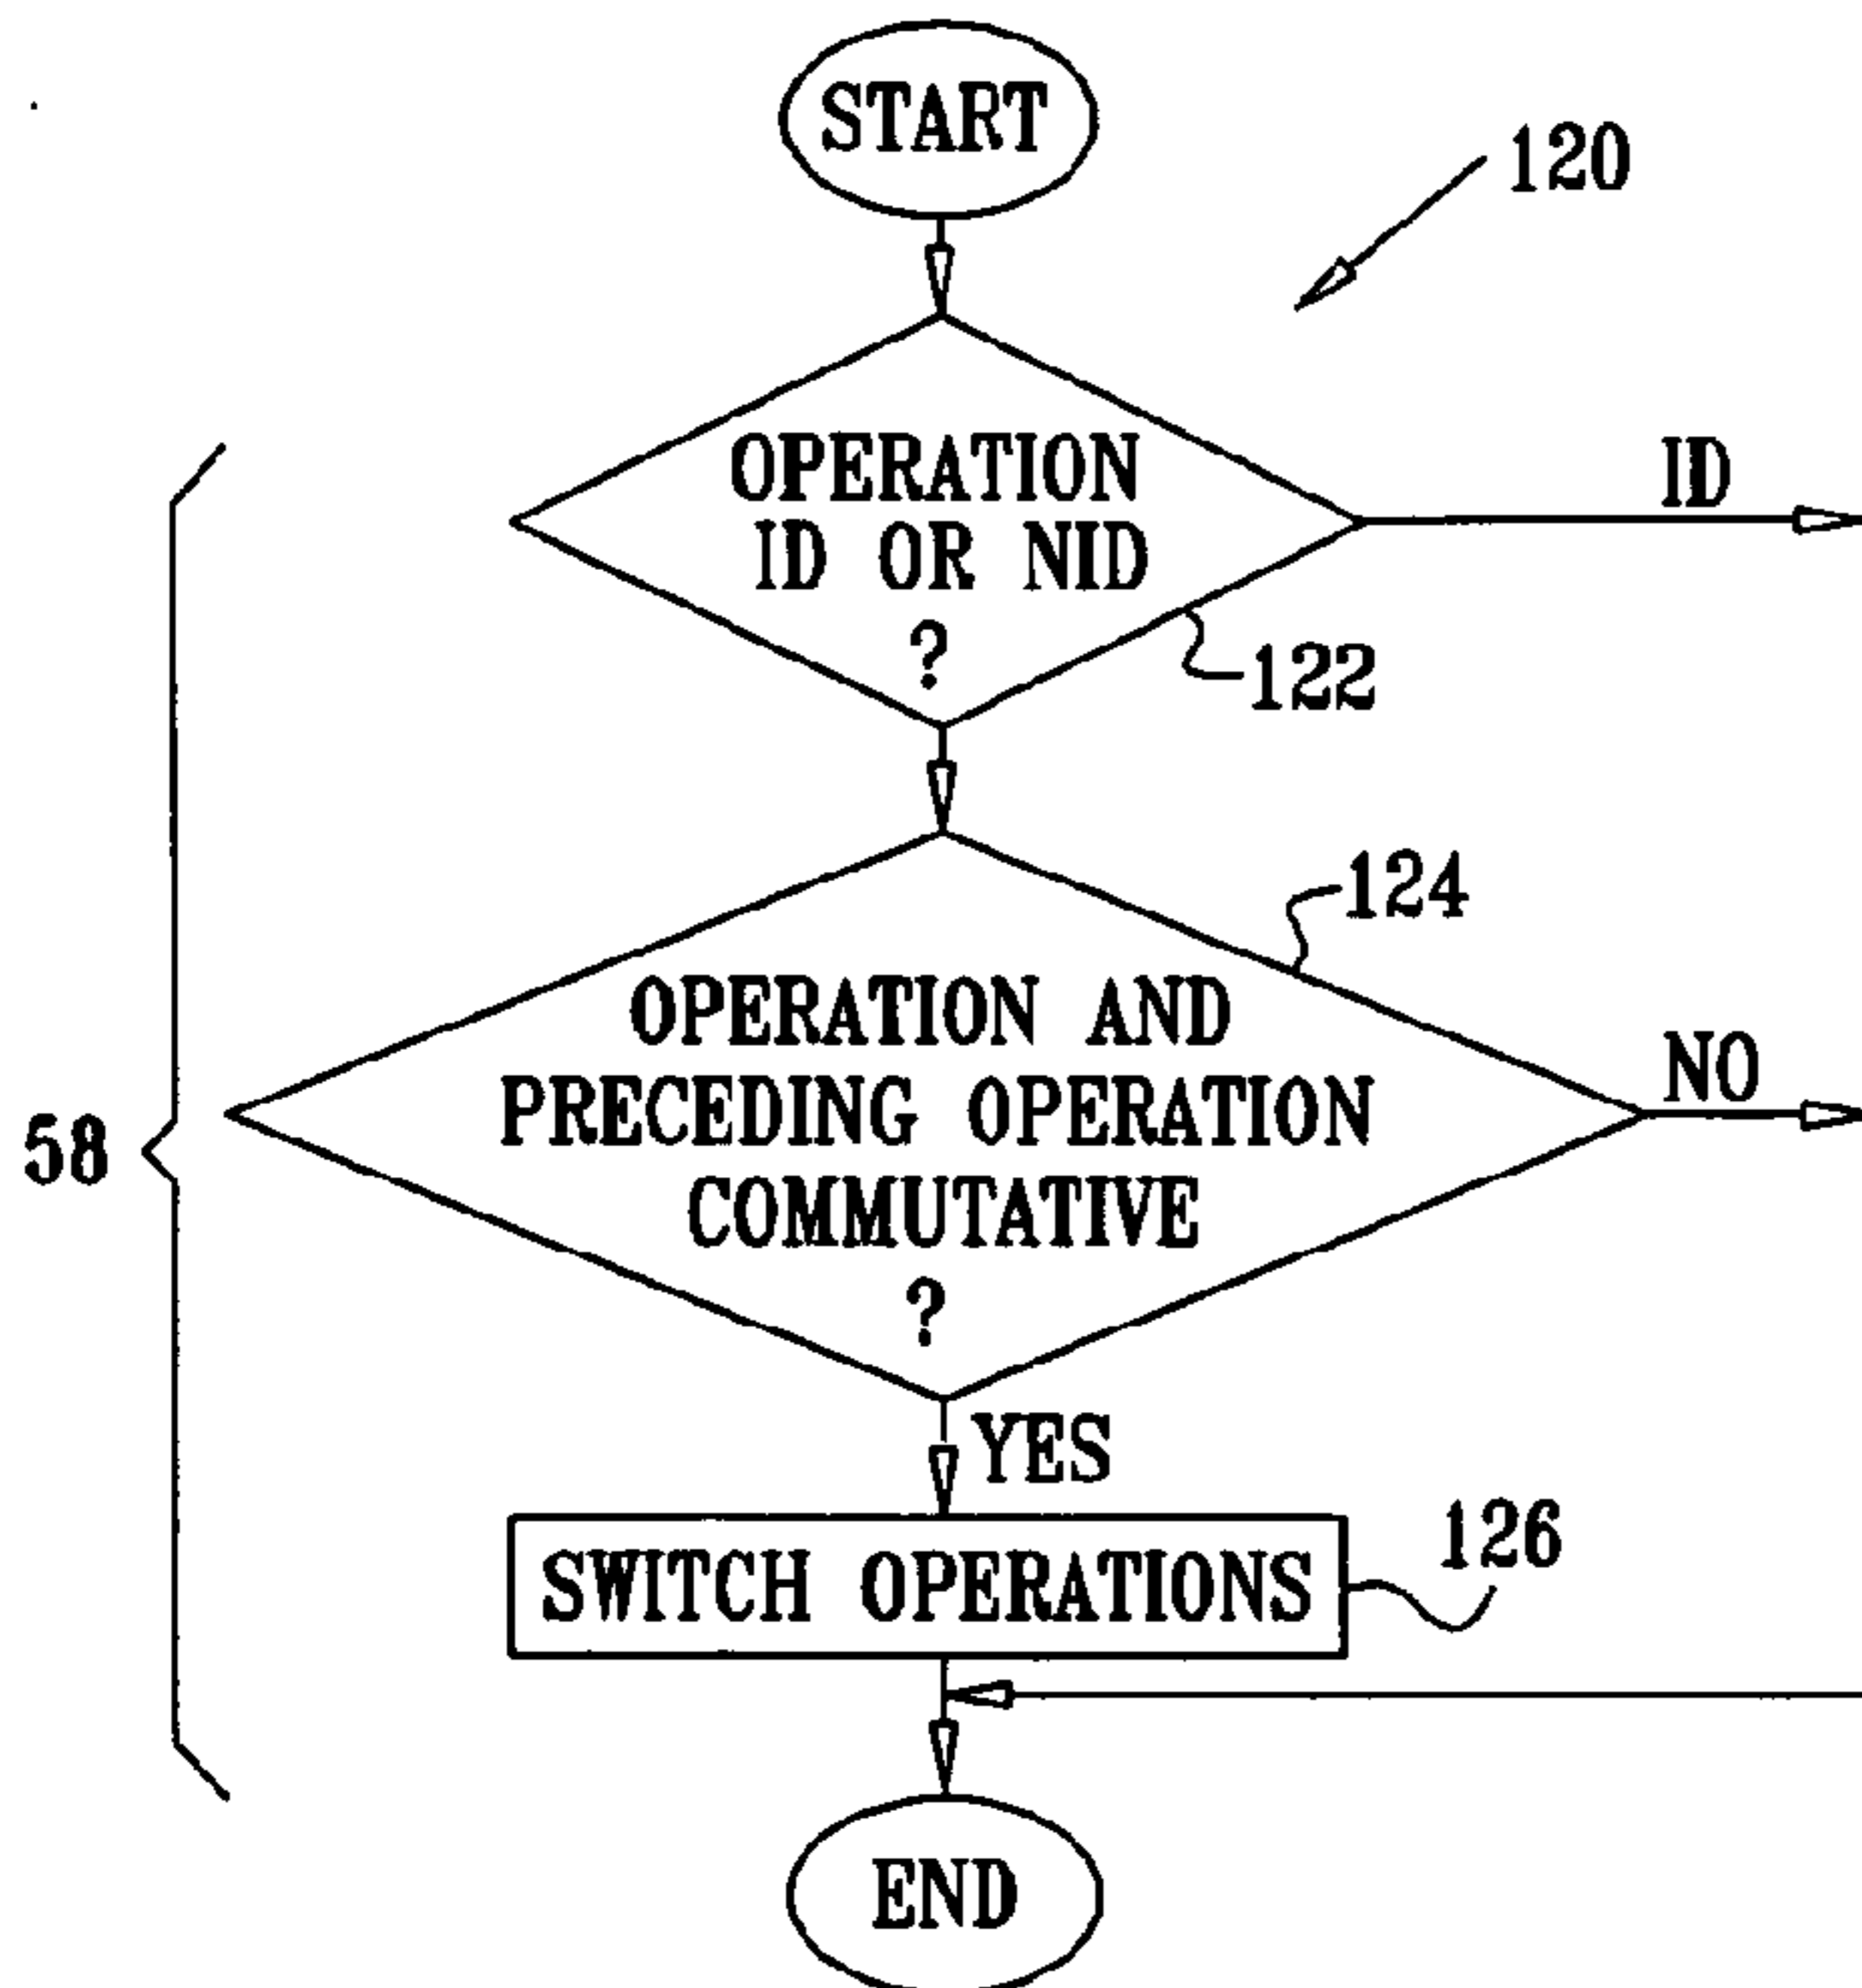 START
120
OPERATION
ID OR NID
?
ID
122
124
OPERATION AND
PRECEDING OPERATION
COMMUTATIVE
?
NO
58
YES
SWITCH OPERATIONS
126
END